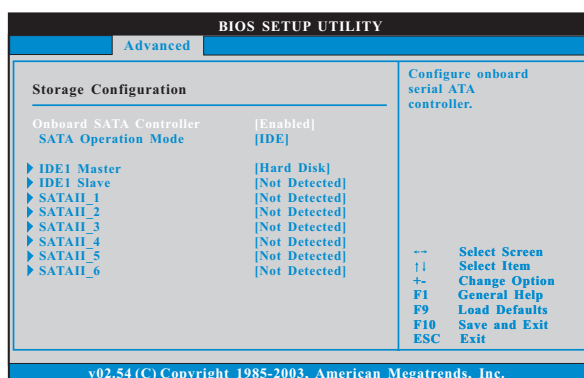 BIOS SETUP UTILITY
Advanced
Storage Configuration
Onboard SATA Controller [Enabled]
SATA Operation Mode [IDE]
IDE1 Master [Hard Disk]
IDE1 Slave [Not Detected]
SATAII_1 [Not Detected]
SATAII_2 [Not Detected]
SATAII_3 [Not Detected]
SATAII_4 [Not Detected]
SATAII_5 [Not Detected]
SATAII_6 [Not Detected]
Configure onboard
serial ATA
controller.
←→ Select Screen
↑↓ Select Item
+- Change Option
F1 General Help
F9 Load Defaults
F10 Save and Exit
ESC Exit
v02.54 (C) Copyright 1985-2003, American Megatrends, Inc.